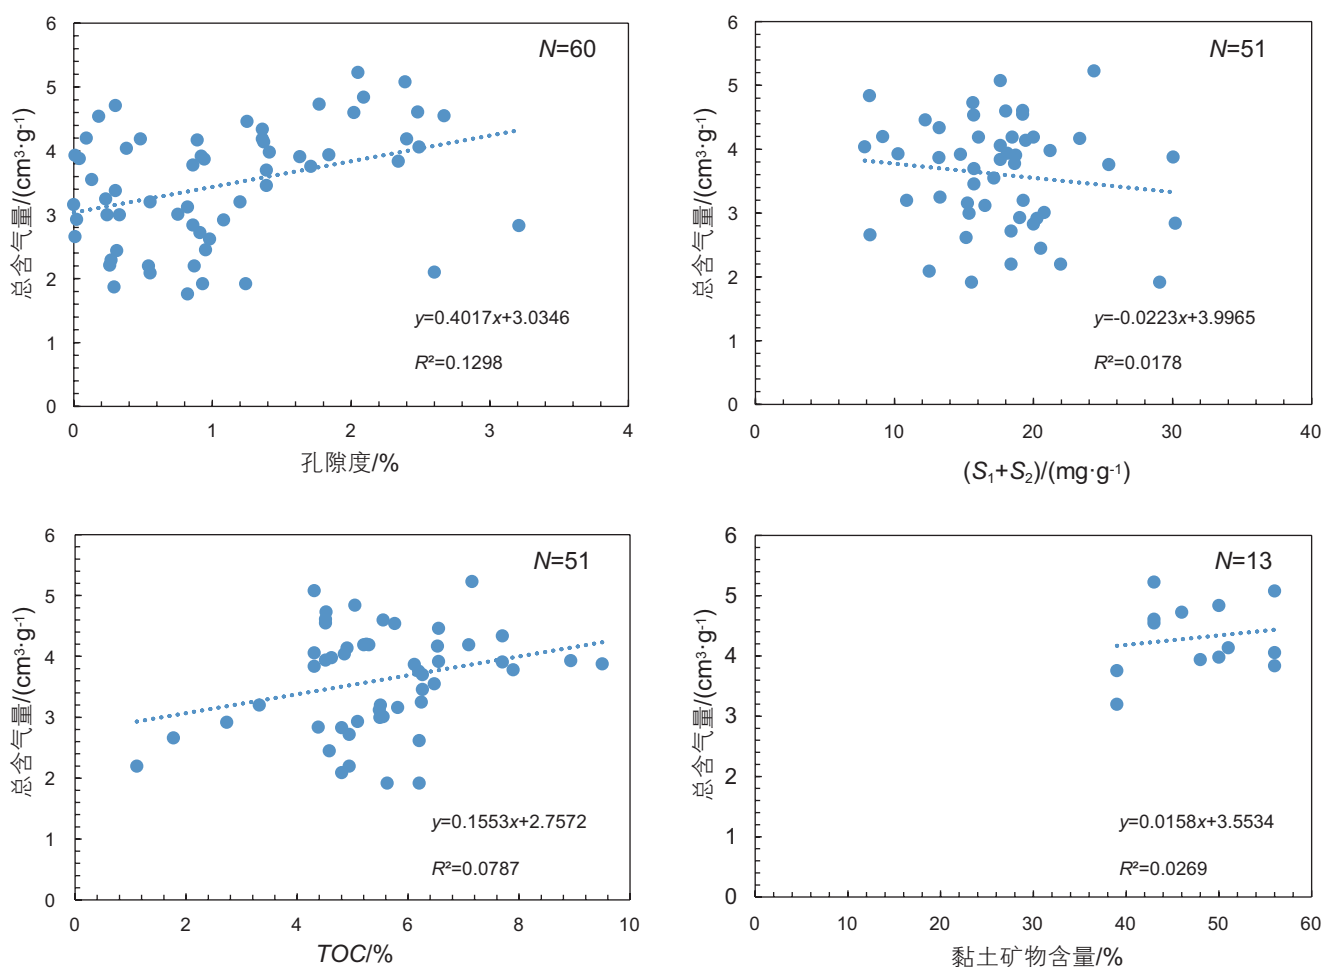 6
5
4
3
2
1
0
总含气量/(cm³·g⁻¹)
N=60
y=0.4017x+3.0346
R²=0.1298
0 1 2 3 4
孔隙度/%
6
5
4
3
2
1
0
总含气量/(cm³·g⁻¹)
N=51
y=-0.0223x+3.9965
R²=0.0178
0 10 20 30 40
(S₁+S₂)/(mg·g⁻¹)
6
5
4
3
2
1
0
总含气量/(cm³·g⁻¹)
N=51
y=0.1553x+2.7572
R²=0.0787
0 2 4 6 8 10
TOC/%
6
5
4
3
2
1
0
总含气量/(cm³·g⁻¹)
N=13
y=0.0158x+3.5534
R²=0.0269
0 10 20 30 40 50 60
黏土矿物含量/%